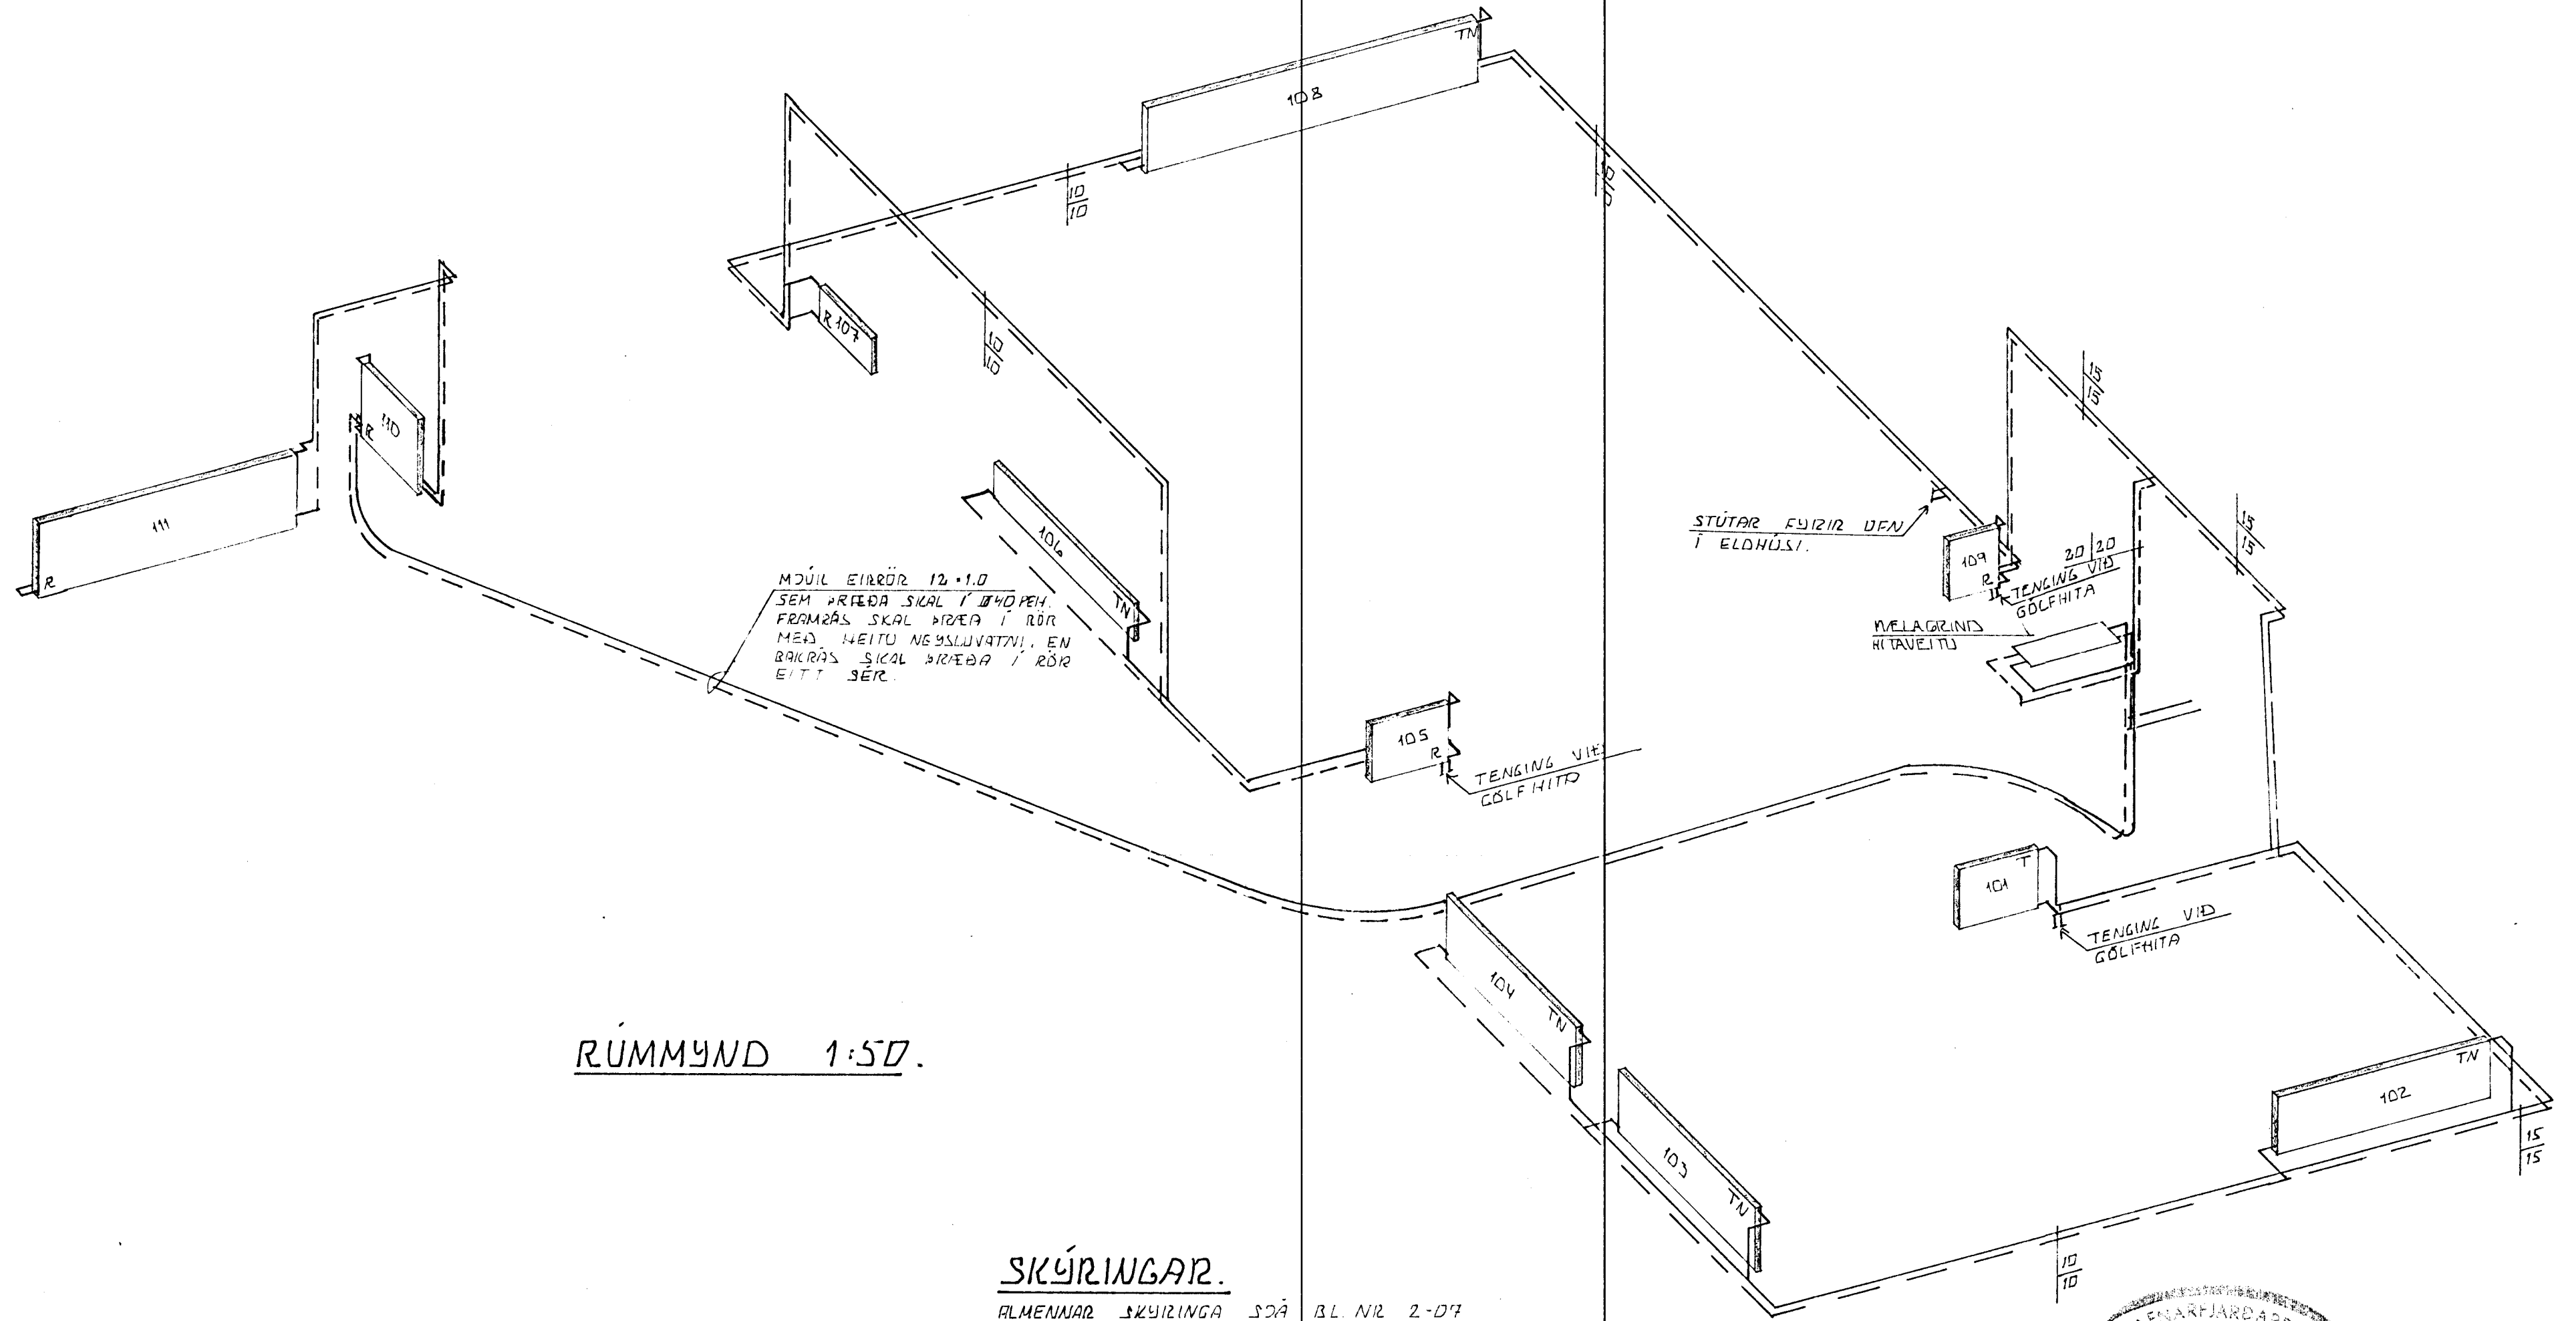 TN
108
10
10
10
10
R 107
110
R
111
R
106
TN
MJÚK EIRRÖR 12·1.0
SEM ÞRÆÐA SKAL Í Ø40 PEH.
FRAMRÁS SKAL ÞRÆA Í RÖR
MEÐ HEITU NEYSLUVATNI, EN
BAKRÁS SKAL ÞRÆÐA Í RÖR
EITT SÉR.
STÚTAR FYRIR OFN
Í ELDHÚSI.
15
15
15
15
109
R
20 20
TENGING VIÐ
GÓLFHITA
MÆLAGRIND
HITAVEITU
105
R
TENGING VIÐ
GÓLFHITA
101
T
TENGING VIÐ
GÓLFHITA
104
TN
103
TN
102
TN
15
15
10
10
RÚMMYND 1:50.
SKÝRINGAR.
ALMENNAR SKÝRINGA SJÁ BL. NR 2-07